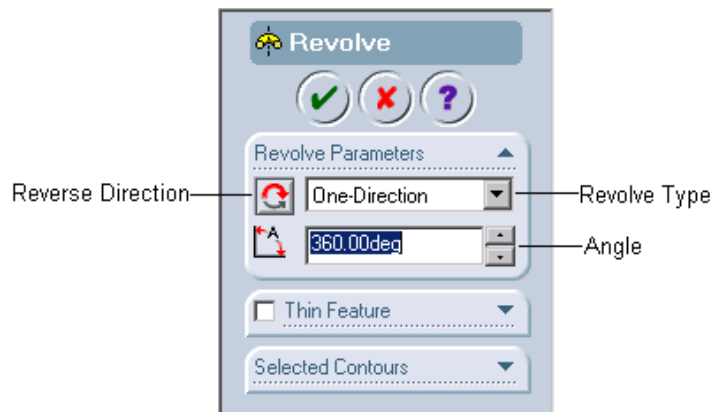 Revolve
?
Revolve Parameters
Reverse Direction
One-Direction
Revolve Type
A
360.00deg
Angle
Thin Feature
Selected Contours